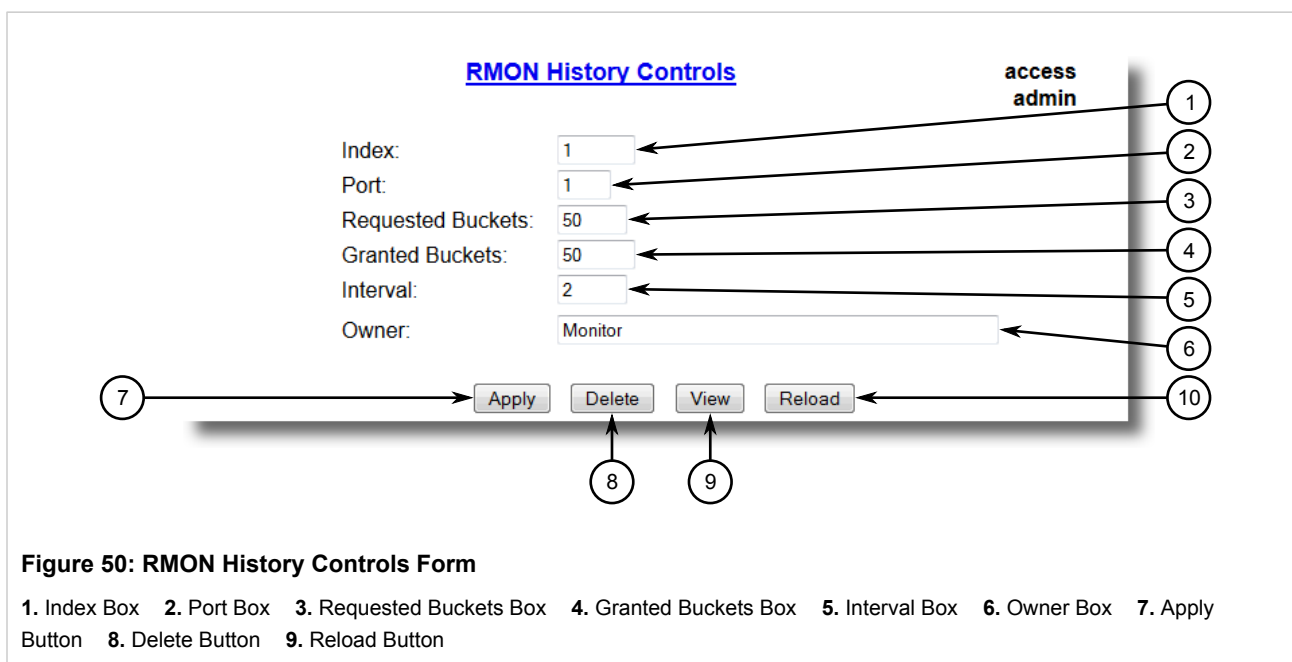 RMON History Controls
access
admin
1
Index: 1
2
Port: 1
3
Requested Buckets: 50
4
Granted Buckets: 50
Interval: 2
5
Owner: Monitor
6
7
Apply Delete View Reload
10
8 9
Figure 50: RMON History Controls Form
1. Index Box 2. Port Box 3. Requested Buckets Box 4. Granted Buckets Box 5. Interval Box 6. Owner Box 7. Apply
Button 8. Delete Button 9. Reload Button